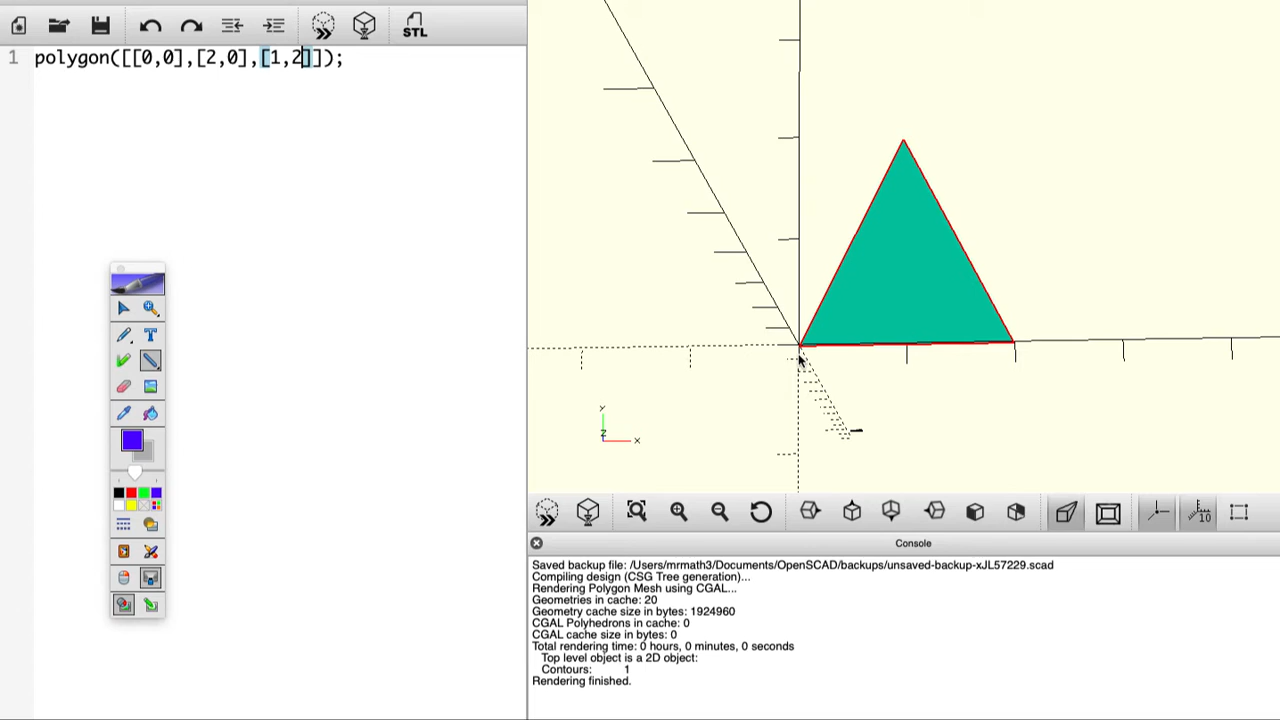 STL
1 polygon([[0,0],[2,0],[1,2]]);
Y
Z
X
10
Console
Saved backup file: /Users/mrmath3/Documents/OpenSCAD/backups/unsaved-backup-xJL57229.scad
Compiling design (CSG Tree generation)...
Rendering Polygon Mesh using CGAL...
Geometries in cache: 20
Geometry cache size in bytes: 1924960
CGAL Polyhedrons in cache: 0
CGAL cache size in bytes: 0
Total rendering time: 0 hours, 0 minutes, 0 seconds
Top level object is a 2D object:
Contours: 1
Rendering finished.